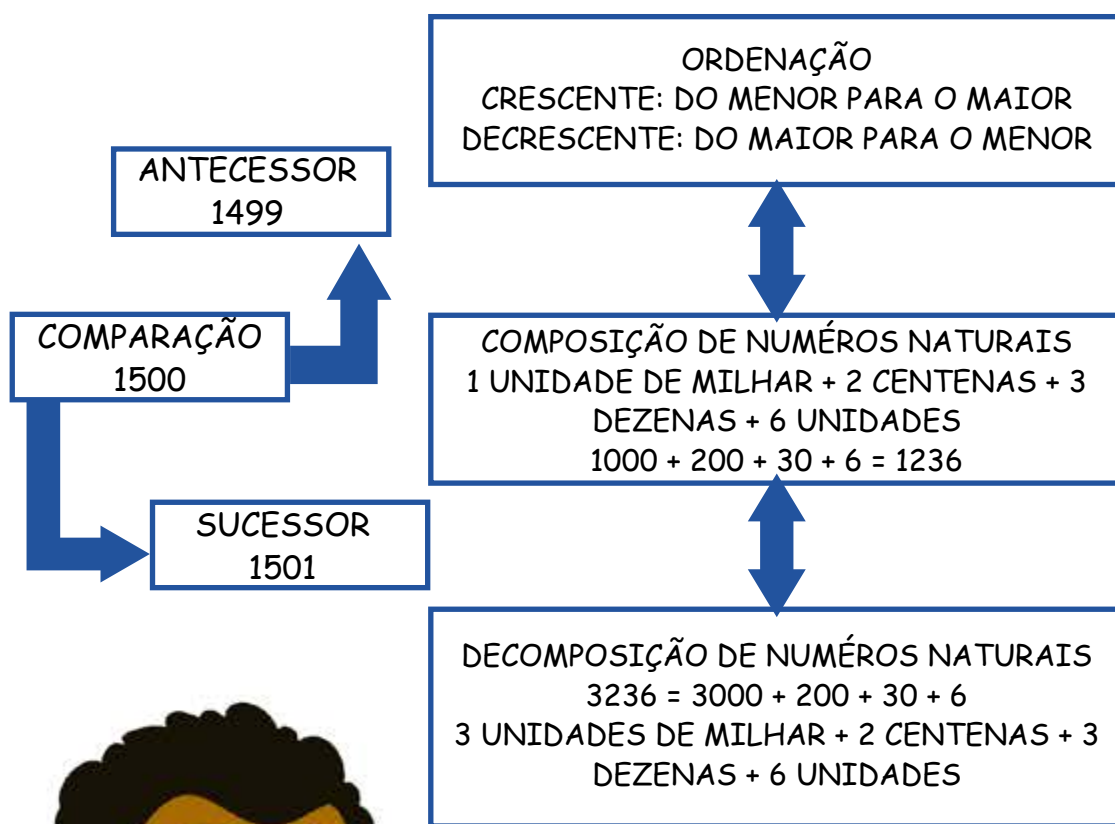 ORDENAÇÃO
CRESCENTE: DO MENOR PARA O MAIOR
DECRESCENTE: DO MAIOR PARA O MENOR
ANTECESSOR
1499
COMPARAÇÃO
1500
SUCESSOR
1501
COMPOSIÇÃO DE NUMÉROS NATURAIS
1 UNIDADE DE MILHAR + 2 CENTENAS + 3
DEZENAS + 6 UNIDADES
1000 + 200 + 30 + 6 = 1236
DECOMPOSIÇÃO DE NUMÉROS NATURAIS
3236 = 3000 + 200 + 30 + 6
3 UNIDADES DE MILHAR + 2 CENTENAS + 3
DEZENAS + 6 UNIDADES